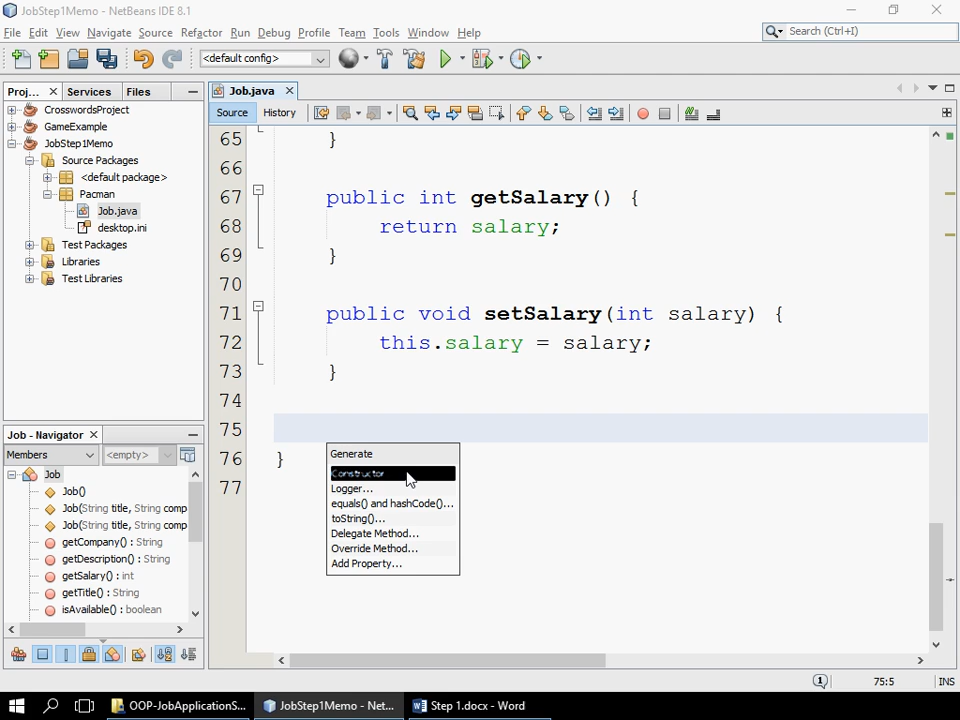 JobStep1Memo - NetBeans IDE 8.1
File Edit View Navigate Source Refactor Run Debug Profile Team Tools Window Help
Search (Ctrl+I)
<default config>
Proj... Services Files
Job.java
CrosswordsProject
GameExample
JobStep1Memo
Source Packages
<default package>
Pacman
Job.java
desktop.ini
Test Packages
Libraries
Test Libraries
Source History
65 }
66
67 public int getSalary() {
68 return salary;
69 }
70
71 public void setSalary(int salary) {
72 this.salary = salary;
73 }
74
75
76 }
77
Generate
Constructor
Logger...
equals() and hashCode()...
toString()...
Delegate Method...
Override Method...
Add Property...
Job - Navigator
Members <empty>
Job
Job()
Job(String title, String comp
Job(String title, String comp
getCompany() : String
getDescription() : String
getSalary() : int
getTitle() : String
isAvailable() : boolean
1 75:5 INS
OOP-JobApplicationS... JobStep1Memo - Net... Step 1.docx - Word